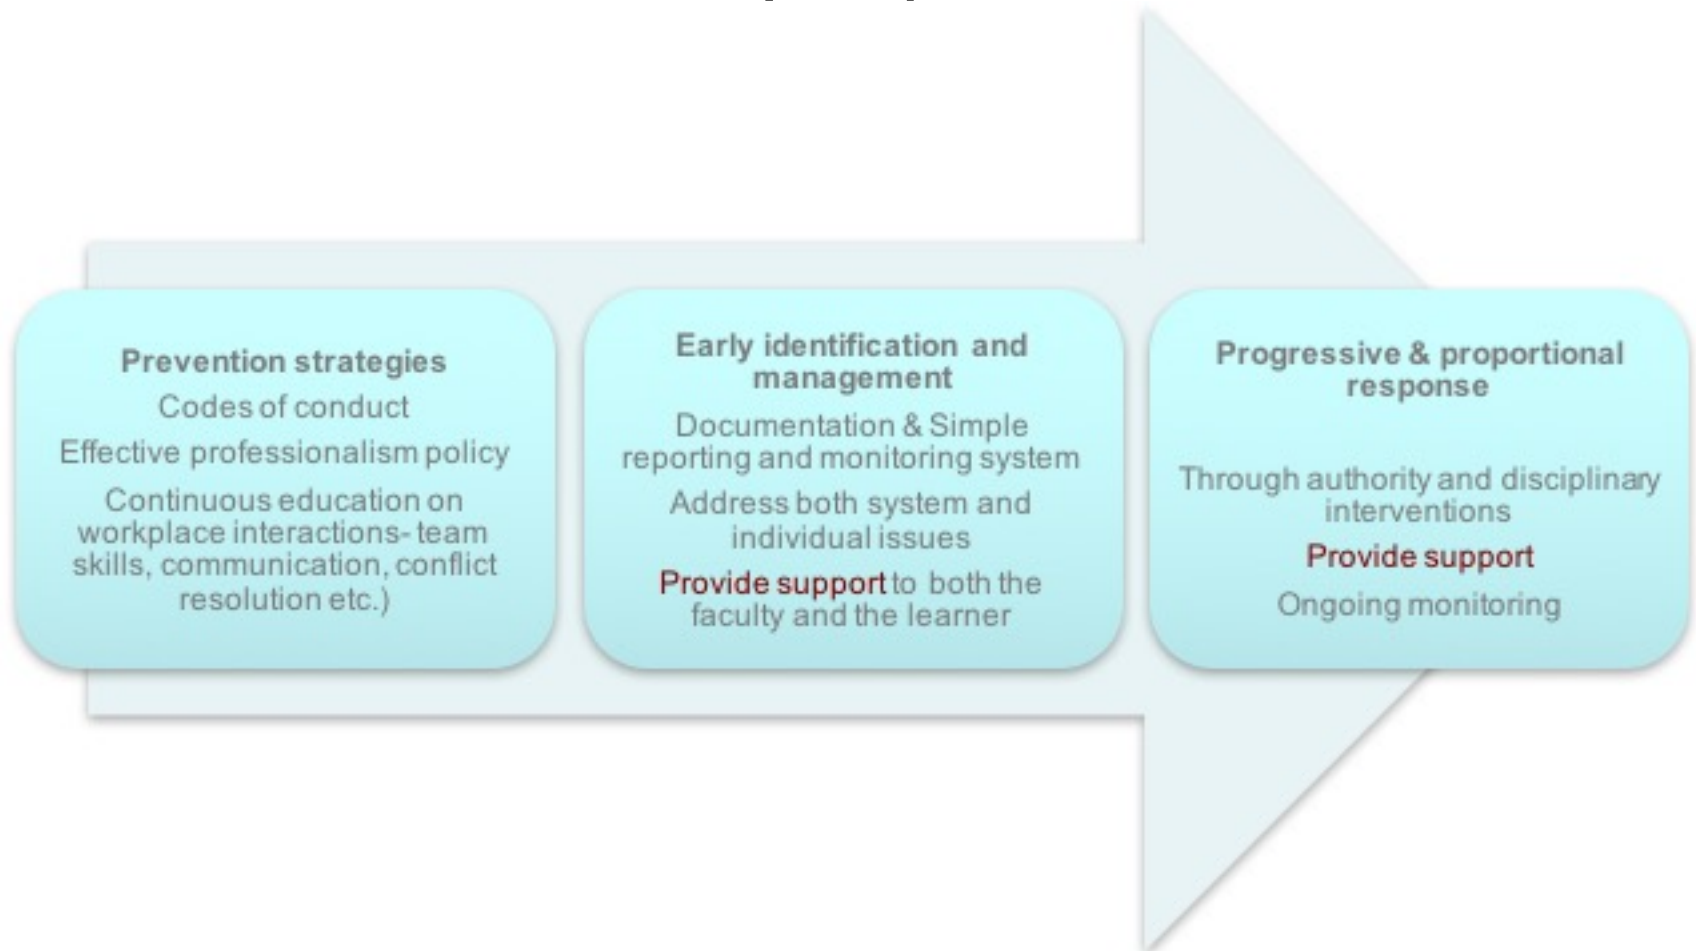 Prevention strategies
Codes of conduct
Effective professionalism policy
Continuous education on
workplace interactions- team
skills, communication, conflict
resolution etc.)
Early identification and
management
Documentation & Simple
reporting and monitoring system
Address both system and
individual issues
Provide support to both the
faculty and the learner
Progressive & proportional
response
Through authority and disciplinary
interventions
Provide support
Ongoing monitoring